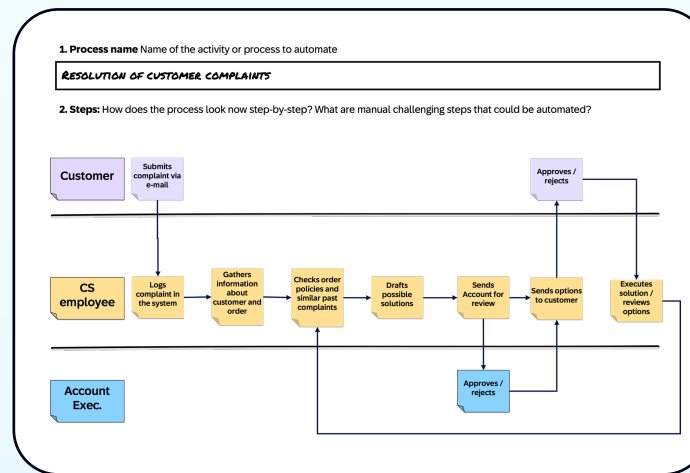 1. Process name Name of the activity or process to automate
RESOLUTION OF CUSTOMER COMPLAINTS
2. Steps: How does the process look now step-by-step? What are manual challenging steps that could be automated?
Customer
Submits
complaint via
e-mail
Approves /
rejects
CS
employee
Logs
complaint in
the system
Gathers
information
about
customer and
order
Checks order
policies and
similar past
complaints
Drafts
possible
solutions
Sends
Account for
review
Sends options
to customer
Executes
solution /
reviews
options
Account
Exec.
Approves /
rejects